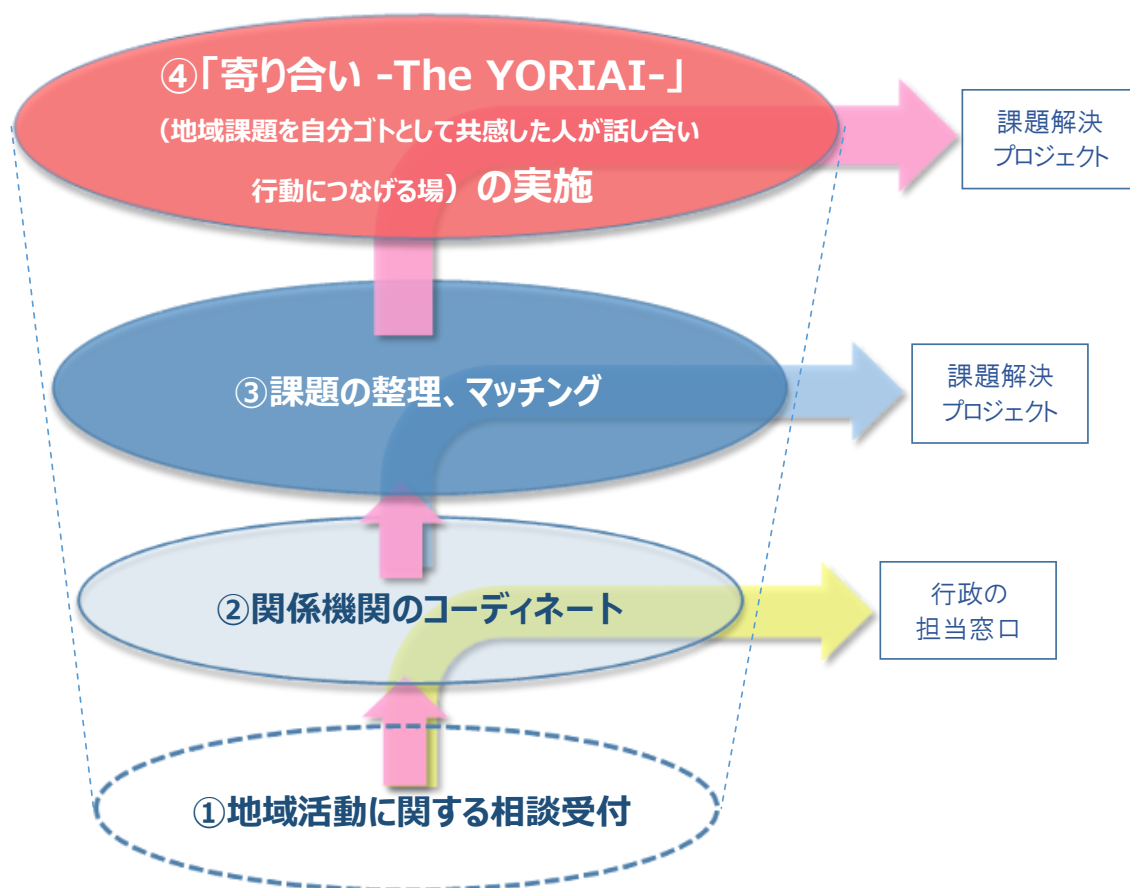 ④「寄り合い -The YORIAI-」
（地域課題を自分ゴトとして共感した人が話し合い
行動につなげる場）の実施
課題解決
プロジェクト
③課題の整理、マッチング
課題解決
プロジェクト
②関係機関のコーディネート
行政の
担当窓口
①地域活動に関する相談受付